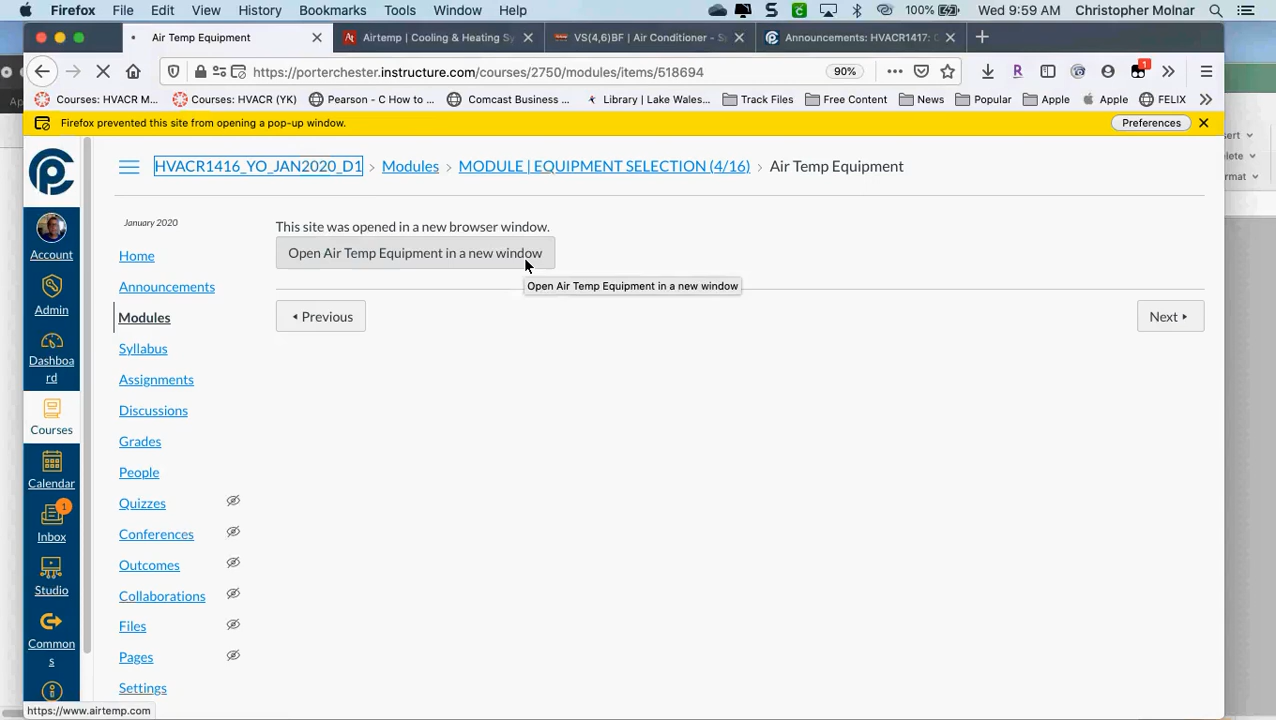 Firefox File Edit View History Bookmarks Tools Window Help 100% Wed 9:59 AM Christopher Molnar
Air Temp Equipment Airtemp | Cooling & Heating Sy VS(4,6)BF | Air Conditioner - S Announcements: HVACR1417: C
https://porterchester.instructure.com/courses/2750/modules/items/518694 90% 1
Courses: HVACR M... Courses: HVACR (YK) Pearson - C How to ... Comcast Business ... Library | Lake Wales... Track Files Free Content News Popular Apple Apple FELIX
Firefox prevented this site from opening a pop-up window. Preferences
HVACR1416_YO_JAN2020_D1 › Modules › MODULE | EQUIPMENT SELECTION (4/16) › Air Temp Equipment
January 2020
This site was opened in a new browser window.
Open Air Temp Equipment in a new window
Open Air Temp Equipment in a new window
Previous
Next
Account
Admin
Dashboa
rd
Courses
Calendar
1
Inbox
Studio
Common
s
Home
Announcements
Modules
Syllabus
Assignments
Discussions
Grades
People
Quizzes
Conferences
Outcomes
Collaborations
Files
Pages
Settings
https://www.airtemp.com